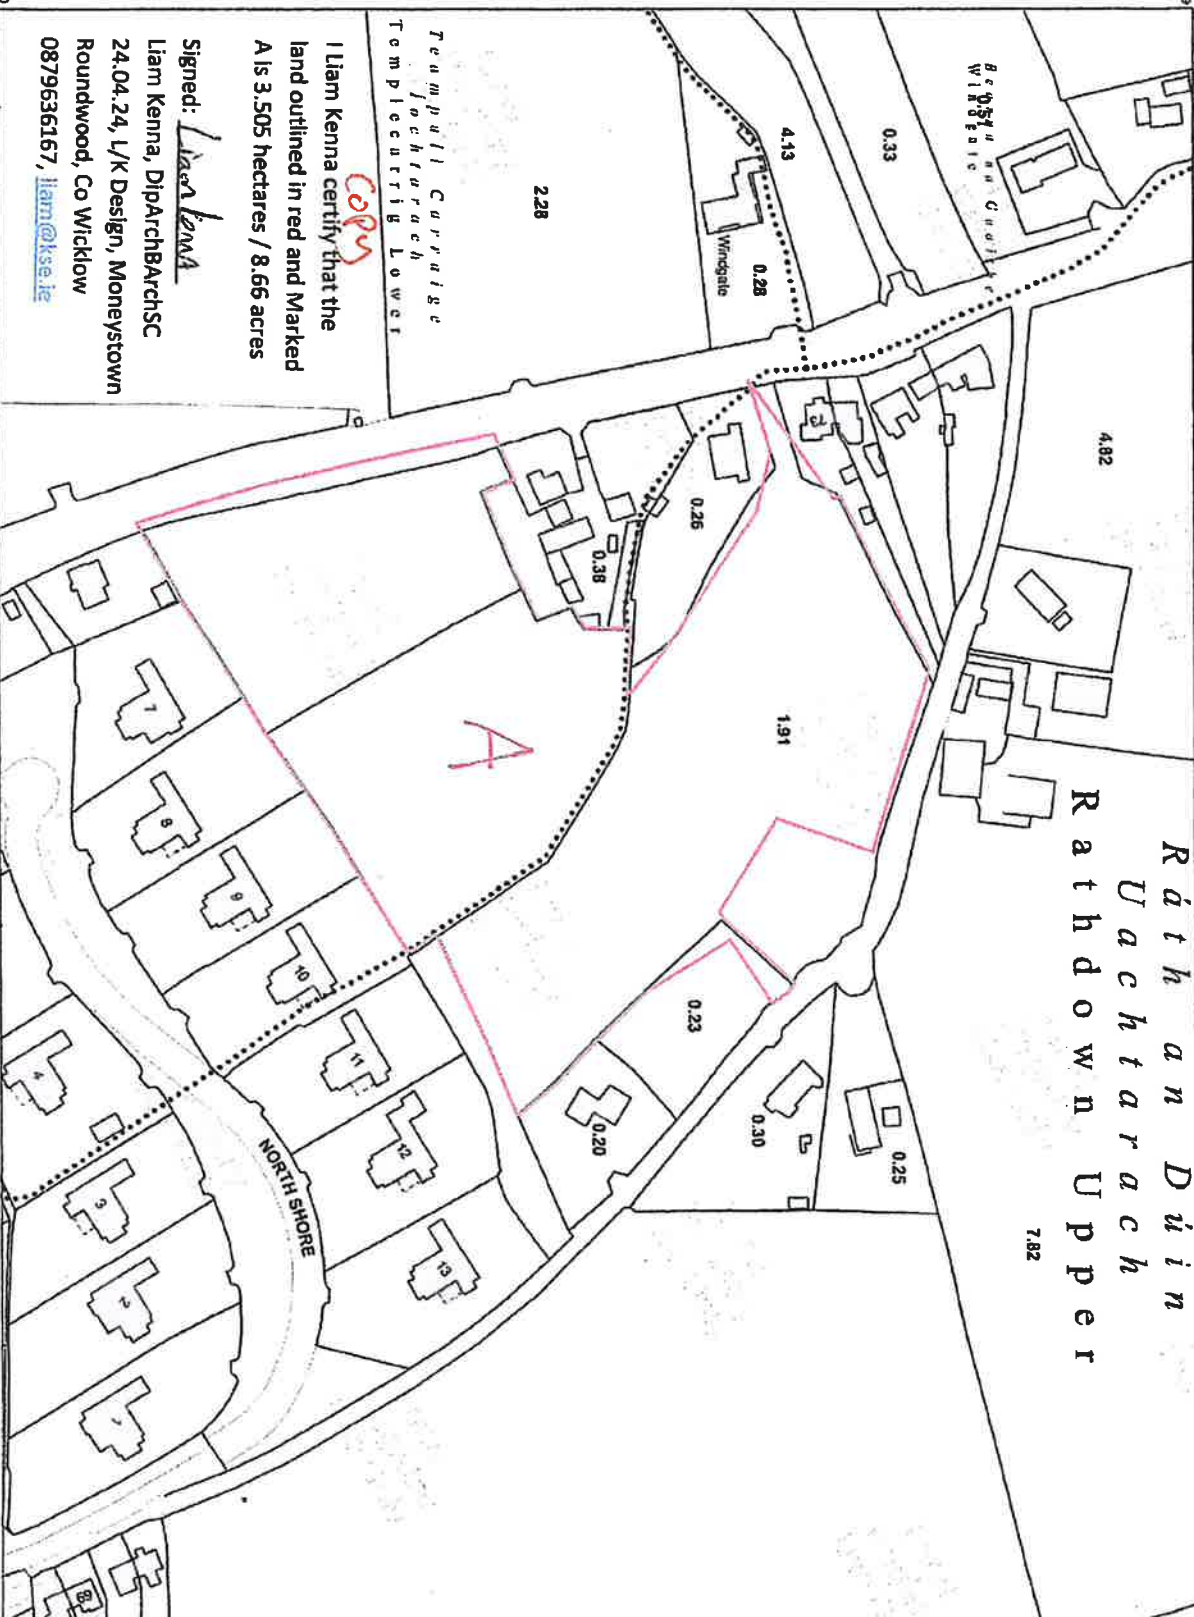 Ráth an Dúin
Uachtarach
Rathdown Upper
7.82
4.82
0.33
4.13
0.28
Windgate
2.28
Teampall Carraige
Íochtarach
Templecarrig Lower
COPY
I Liam Kenna certify that the
land outlined in red and Marked
A is 3.505 hectares / 8.66 acres
Signed: Liam Kenna
Liam Kenna, DipArchBArchSC
24.04.24, L/K Design, Moneystown
Roundwood, Co Wicklow
0879636167, liam@kse.ie
0.26
0.38
1.91
A
0.23
0.20
0.30
0.25
7
8
9
10
11
12
13
NORTH SHORE
4
3
2
1